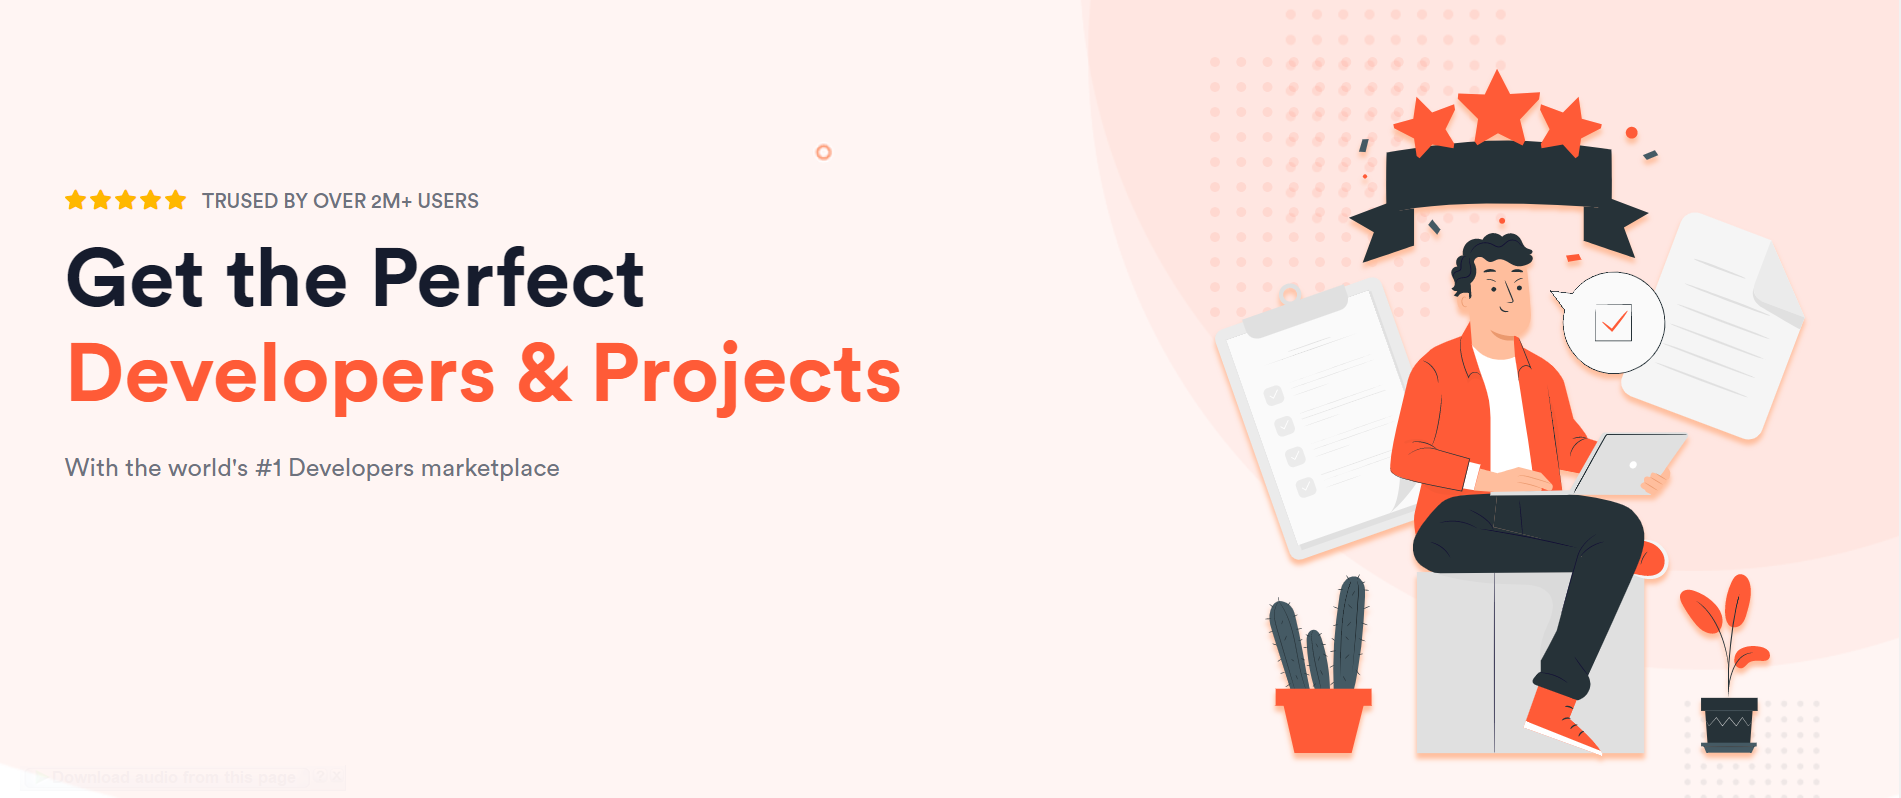 TRUSED BY OVER 2M+ USERS
Get the Perfect
Developers & Projects
With the world's #1 Developers marketplace
Download audio from this page